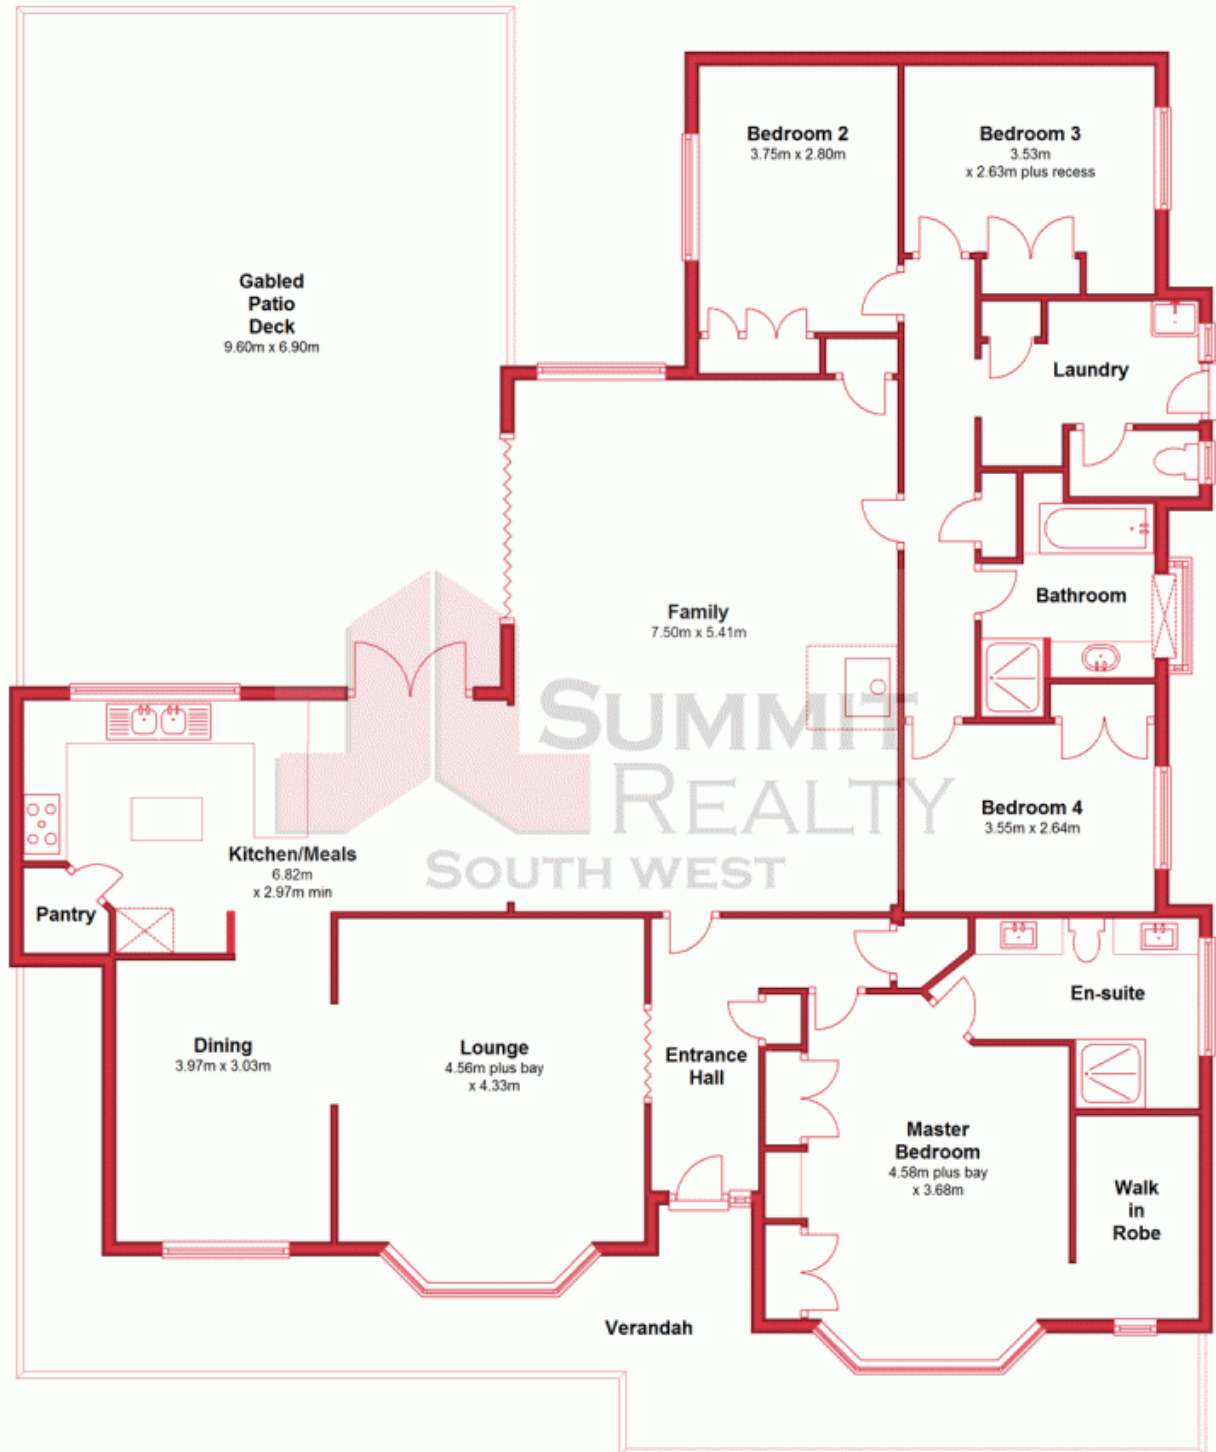 Bedroom 2
3.75m x 2.80m
Bedroom 3
3.53m
x 2.63m plus recess
Gabled
Patio
Deck
9.60m x 6.90m
Laundry
Family
7.50m x 5.41m
Bathroom
SUMMIT
REALTY
SOUTH WEST
Bedroom 4
3.55m x 2.64m
Kitchen/Meals
6.82m
x 2.97m min
Pantry
En-suite
Dining
3.97m x 3.03m
Lounge
4.56m plus bay
x 4.33m
Entrance
Hall
Master
Bedroom
4.58m plus bay
x 3.68m
Walk
in
Robe
Verandah